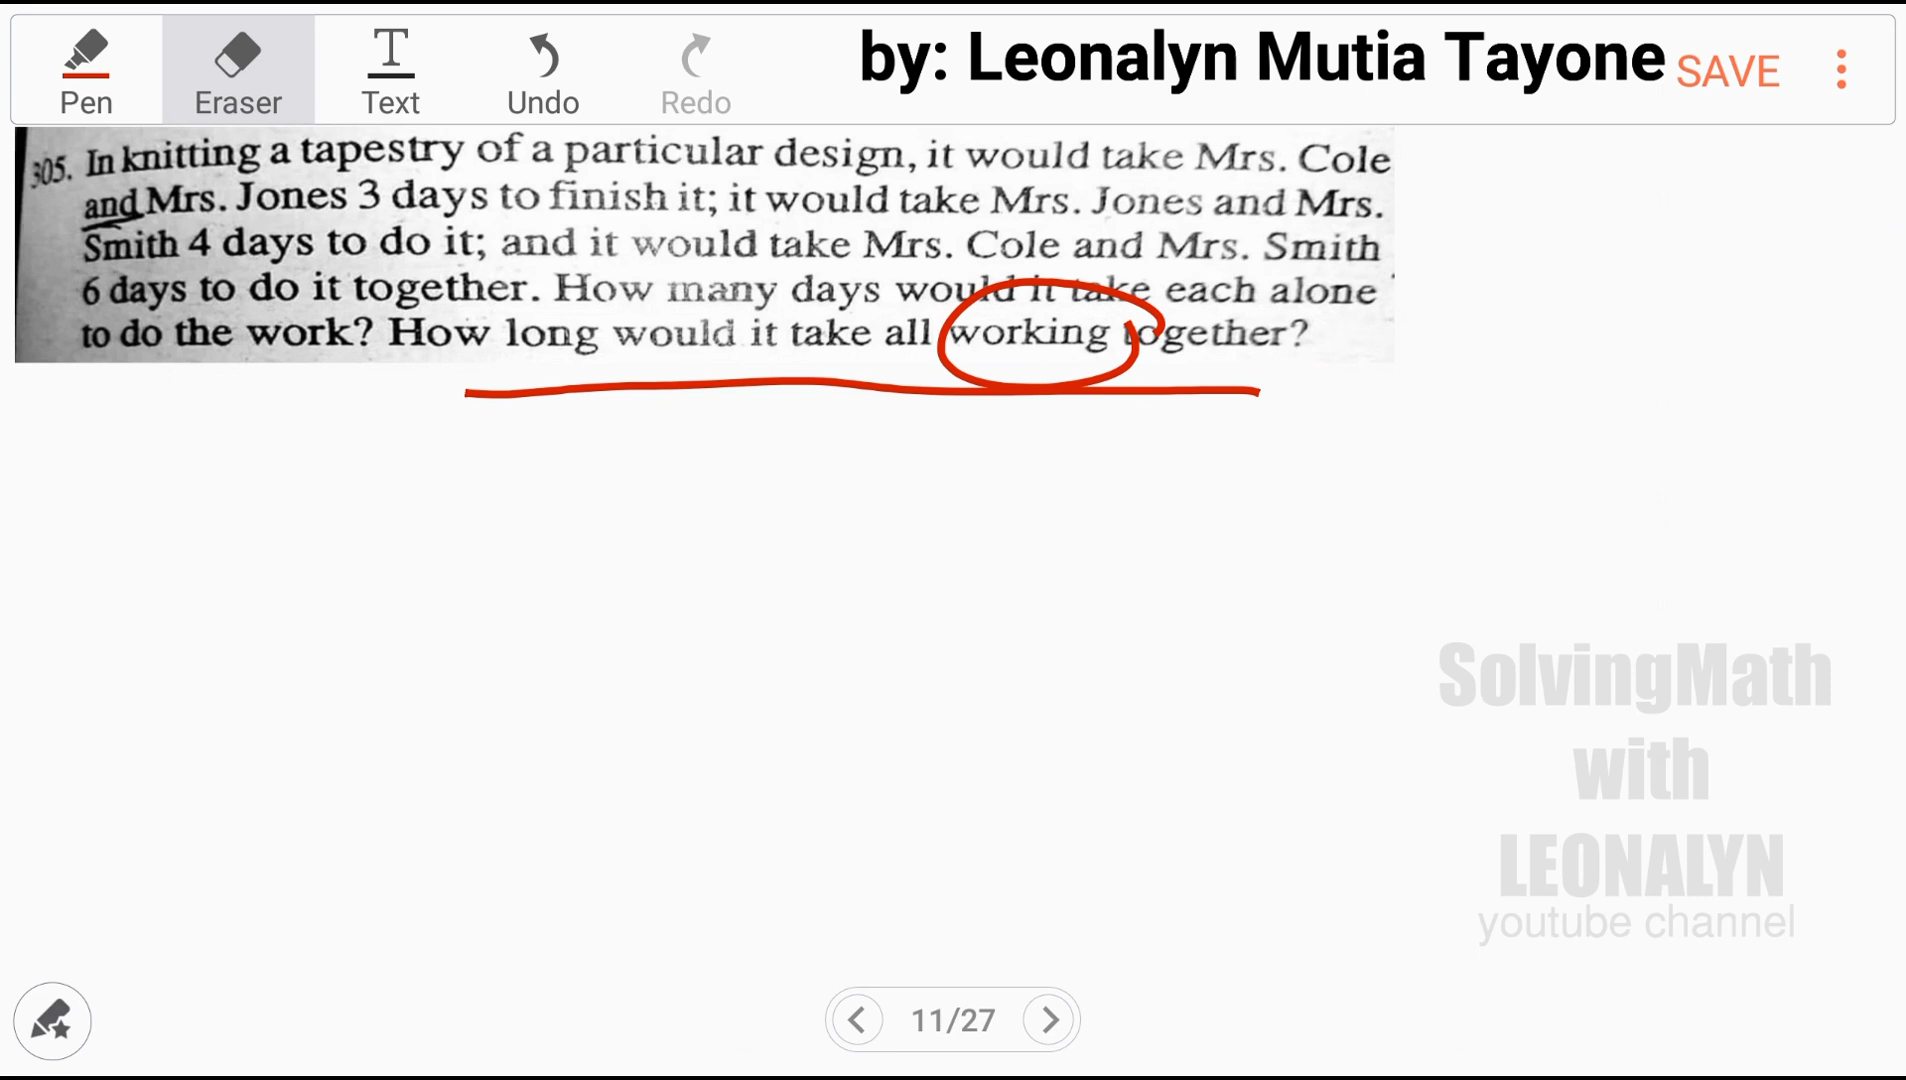 by: Leonalyn Mutia Tayone
SAVE
Pen
Eraser
Text
Undo
Redo
305. In knitting a tapestry of a particular design, it would take Mrs. Cole
and Mrs. Jones 3 days to finish it; it would take Mrs. Jones and Mrs.
Smith 4 days to do it; and it would take Mrs. Cole and Mrs. Smith
6 days to do it together. How many days would it take each alone
to do the work? How long would it take all working together?
SolvingMath
with
LEONALYN
youtube channel
11/27